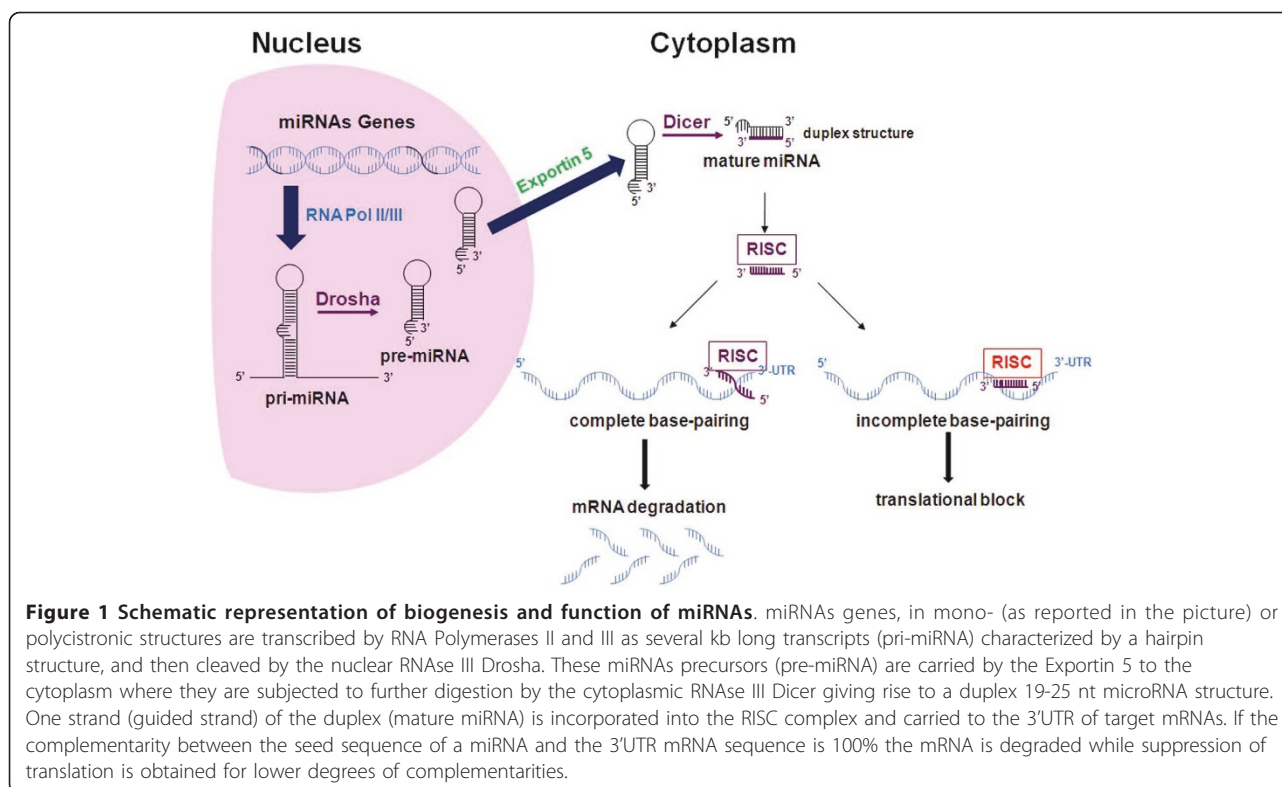 Nucleus
Cytoplasm
miRNAs Genes
RNA Pol II/III
Drosha
5'
3'
pri-miRNA
3'
5'
pre-miRNA
3'
5'
Exportin 5
3'
5'
Dicer
5'
3'
3'
5'
duplex structure
mature miRNA
RISC
3'
5'
RISC
5'
3'
3'-UTR
5'
complete base-pairing
mRNA degradation
RISC
5'
3'-UTR
3'
5'
incomplete base-pairing
translational block
Figure 1 Schematic representation of biogenesis and function of miRNAs. miRNAs genes, in mono- (as reported in the picture) or
polycistronic structures are transcribed by RNA Polymerases II and III as several kb long transcripts (pri-miRNA) characterized by a hairpin
structure, and then cleaved by the nuclear RNAse III Drosha. These miRNAs precursors (pre-miRNA) are carried by the Exportin 5 to the
cytoplasm where they are subjected to further digestion by the cytoplasmic RNAse III Dicer giving rise to a duplex 19-25 nt microRNA structure.
One strand (guided strand) of the duplex (mature miRNA) is incorporated into the RISC complex and carried to the 3'UTR of target mRNAs. If the
complementarity between the seed sequence of a miRNA and the 3'UTR mRNA sequence is 100% the mRNA is degraded while suppression of
translation is obtained for lower degrees of complementarities.